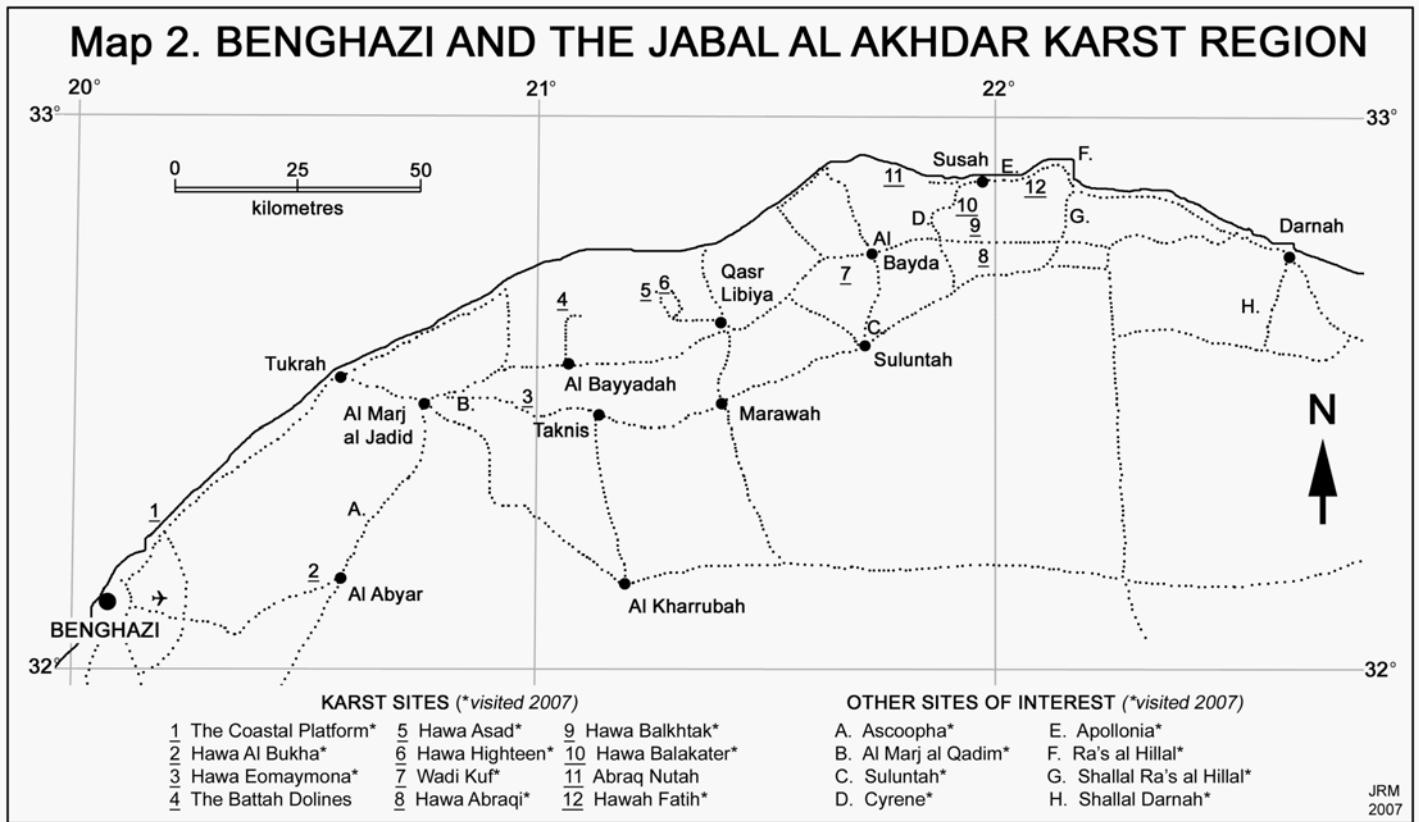 Map 2. BENGHAZI AND THE JABAL AL AKHDAR KARST REGION
20° 21° 22°
33° 33°
0 25 50
kilometres
Susah E. F.
11 12
10 D. G.
9
Al
Bayda
Darnah
8
7
Qasr
Libiya
6
5
4
H.
C.
Suluntah
Tukrah
Al Bayyadah
Al Marj
al Jadid
B.
3
Taknis
Marawah
N
1
A.
2
Al Abyar
Al Kharrubah
BENGHAZI
32° 32°
KARST SITES (*visited 2007)
1 The Coastal Platform*
2 Hawa Al Bukha*
3 Hawa Eomaymona*
4 The Battah Dolines
5 Hawa Asad*
6 Hawa Highteen*
7 Wadi Kuf*
8 Hawa Abraqi*
9 Hawa Balkhtak*
10 Hawa Balakater*
11 Abraq Nutah
12 Hawah Fatih*
OTHER SITES OF INTEREST (*visited 2007)
A. Ascoopha*
B. Al Marj al Qadim*
C. Suluntah*
D. Cyrene*
E. Apollonia*
F. Ra's al Hillal*
G. Shallal Ra's al Hillal*
H. Shallal Darnah*
JRM
2007